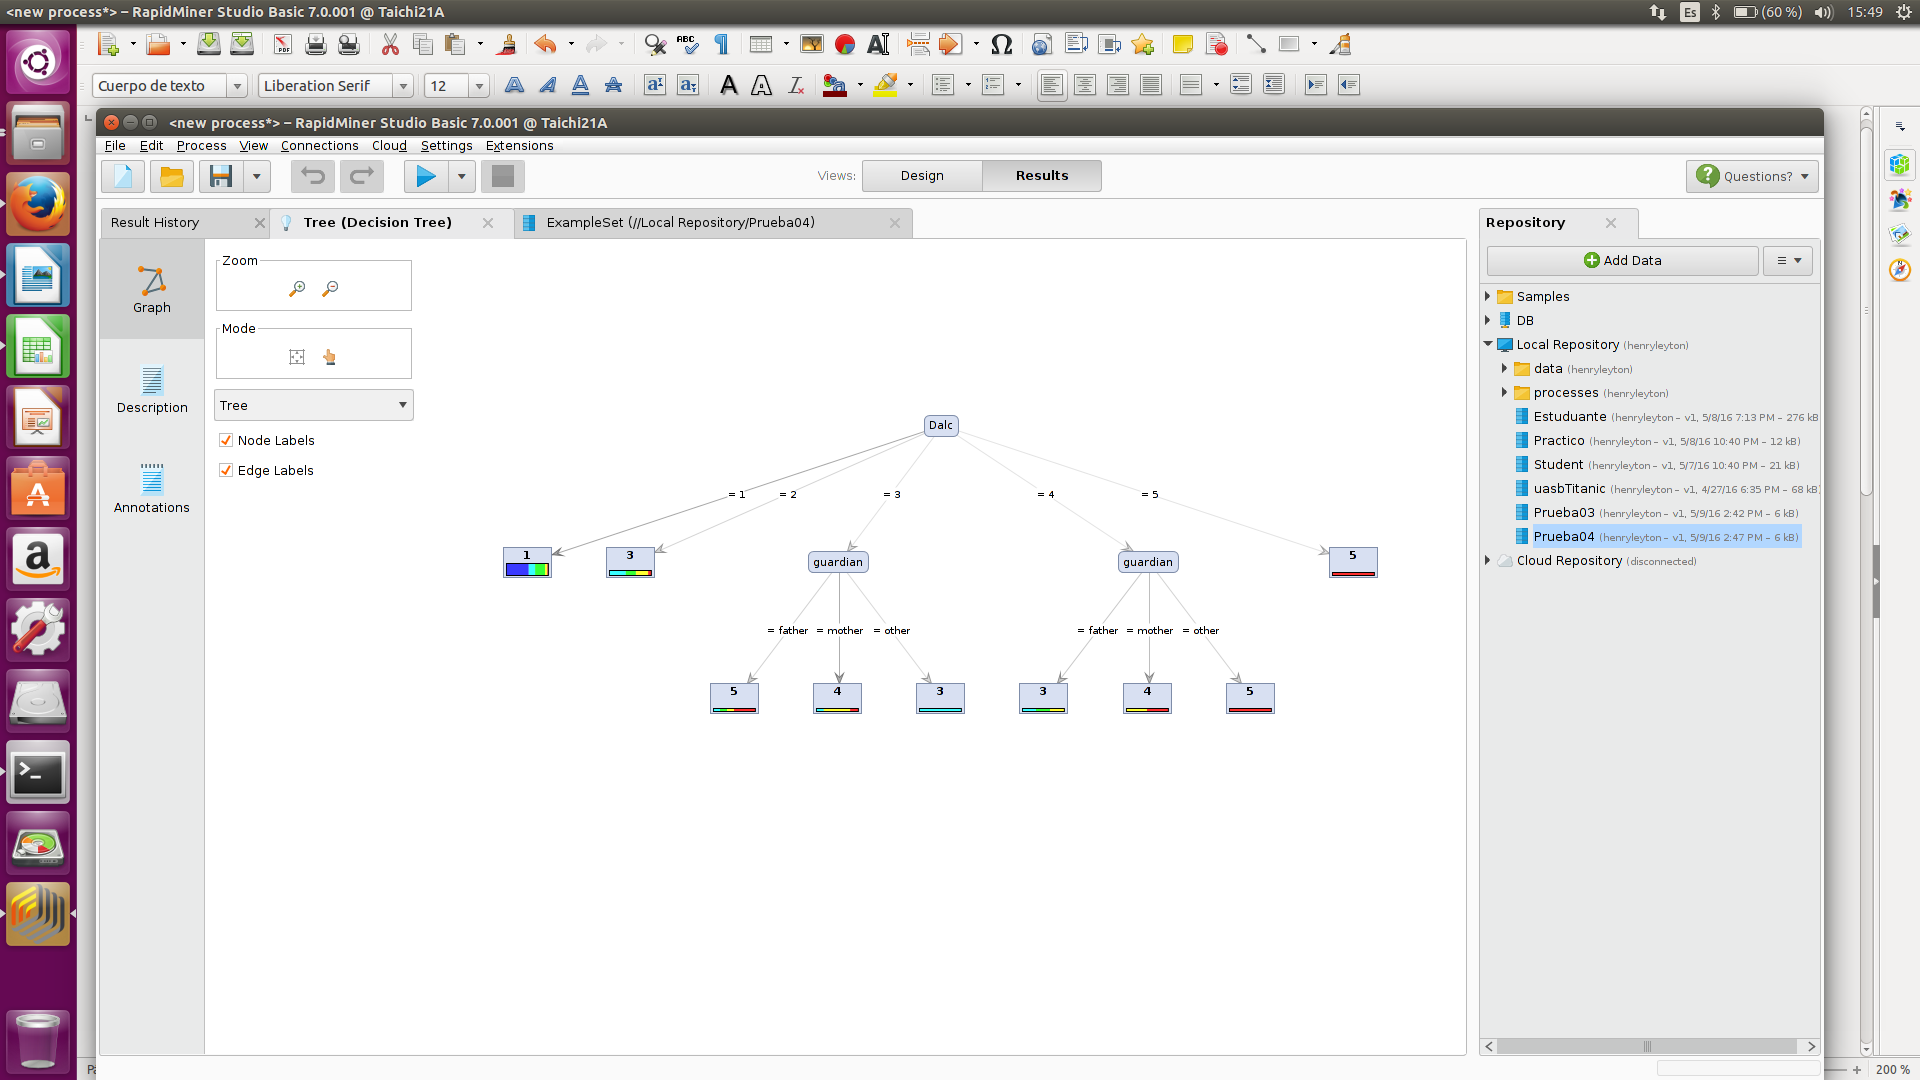 <new process*> – RapidMiner Studio Basic 7.0.001 @ Taichi21A
Es
(60 %)
15:49
Cuerpo de texto
Liberation Serif
12
<new process*> – RapidMiner Studio Basic 7.0.001 @ Taichi21A
File Edit Process View Connections Cloud Settings Extensions
Views:
Design
Results
Questions?
Result History
Tree (Decision Tree)
ExampleSet (//Local Repository/Prueba04)
Repository
Graph
Description
Annotations
Zoom
Mode
Tree
Node Labels
Edge Labels
Dalc
= 1 = 2 = 3 = 4 = 5
1 3 guardian guardian 5
= father = mother = other = father = mother = other
5 4 3 3 4 5
Add Data
Samples
DB
Local Repository (henryleyton)
data (henryleyton)
processes (henryleyton)
Estuduante (henryleyton – v1, 5/8/16 7:13 PM – 276 kB
Practico (henryleyton – v1, 5/8/16 10:40 PM – 12 kB)
Student (henryleyton – v1, 5/7/16 10:40 PM – 21 kB)
uasbTitanic (henryleyton – v1, 4/27/16 6:35 PM – 68 kB)
Prueba03 (henryleyton – v1, 5/9/16 2:42 PM – 6 kB)
Prueba04 (henryleyton – v1, 5/9/16 2:47 PM – 6 kB)
Cloud Repository (disconnected)
200 %